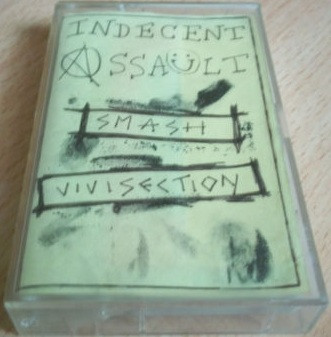 INDECENT
ASSAULT
SMASH
VIVISECTION